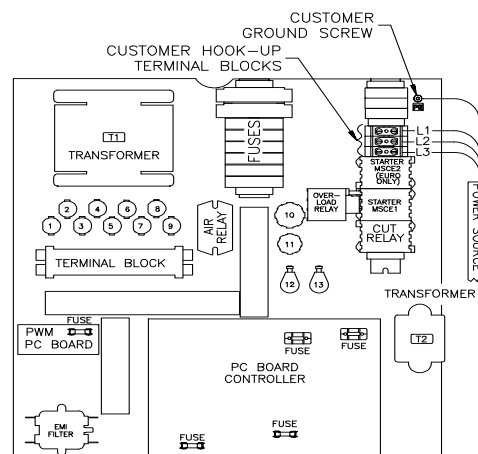 CUSTOMER
GROUND SCREW
CUSTOMER HOOK-UP
TERMINAL BLOCKS
T1
TRANSFORMER
FUSES
L1
L2
L3
STARTER
MSCE2
(EURO
ONLY)
OVER-
LOAD
RELAY
STARTER
MSCE1
CUT
RELAY
POWER SOURCE
2
4
6
8
1
3
5
7
9
AIR
RELAY
10
11
12
13
TERMINAL BLOCK
TRANSFORMER
T2
FUSE
PWM
PC BOARD
FUSE
FUSE
PC BOARD
CONTROLLER
EMI
FILTER
FUSE
FUSE